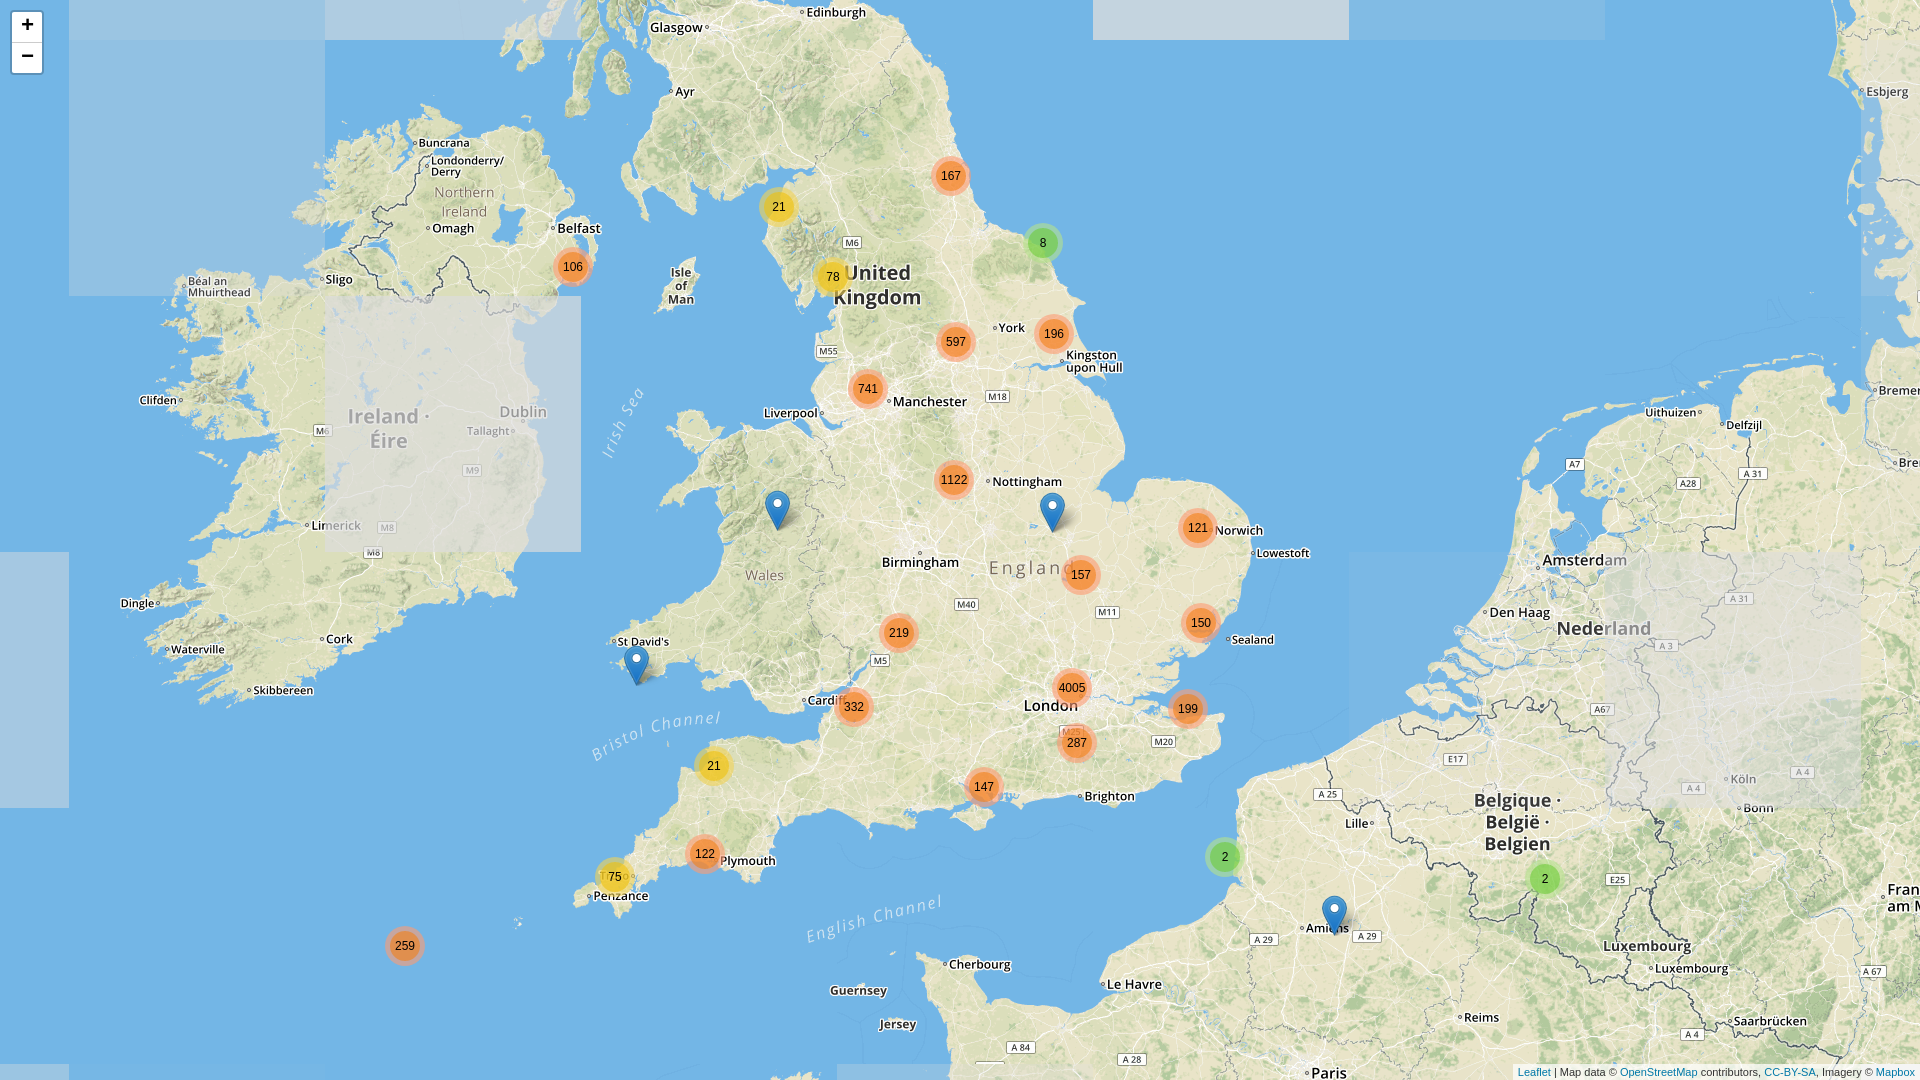 +
−
Edinburgh
Glasgow
Ayr
Esbjerg
Buncrana
Londonderry/
Derry
Northern
Ireland
Omagh
Belfast
106
Sligo
Béal an
Mhuirthead
Isle
of
Man
167
21
M6
8
78
United
Kingdom
York
196
597
M55
Kingston
upon Hull
741
Manchester
M18
Liverpool
Clifden
Ireland ·
Éire
Dublin
Tallaght
M6
M9
Irish Sea
Limerick
M8
M8
1122
Nottingham
121
Norwich
Lowestoft
Birmingham
England
157
Wales
M40
M11
150
Sealand
219
M5
Dingle
Cork
Waterville
Skibbereen
St David's
Cardiff
332
4005
London
M25
287
199
M20
Bristol Channel
21
147
Brighton
122
Plymouth
75
Penzance
259
English Channel
Guernsey
Jersey
Cherbourg
Le Havre
A 84
A 28
A 29
Amiens
A 29
2
2
Lille
A 25
E17
Belgique ·
België ·
Belgien
E25
Luxembourg
Luxembourg
Reims
Paris
Saarbrücken
A 4
A 67
Fran
am M
Bonn
Köln
A 4
A 4
A67
A 3
A 31
Nederland
Den Haag
Amsterdam
A7
A28
A 31
Uithuizen
Delfzijl
Bremer
Bre
Leaflet | Map data © OpenStreetMap contributors, CC-BY-SA, Imagery © Mapbox